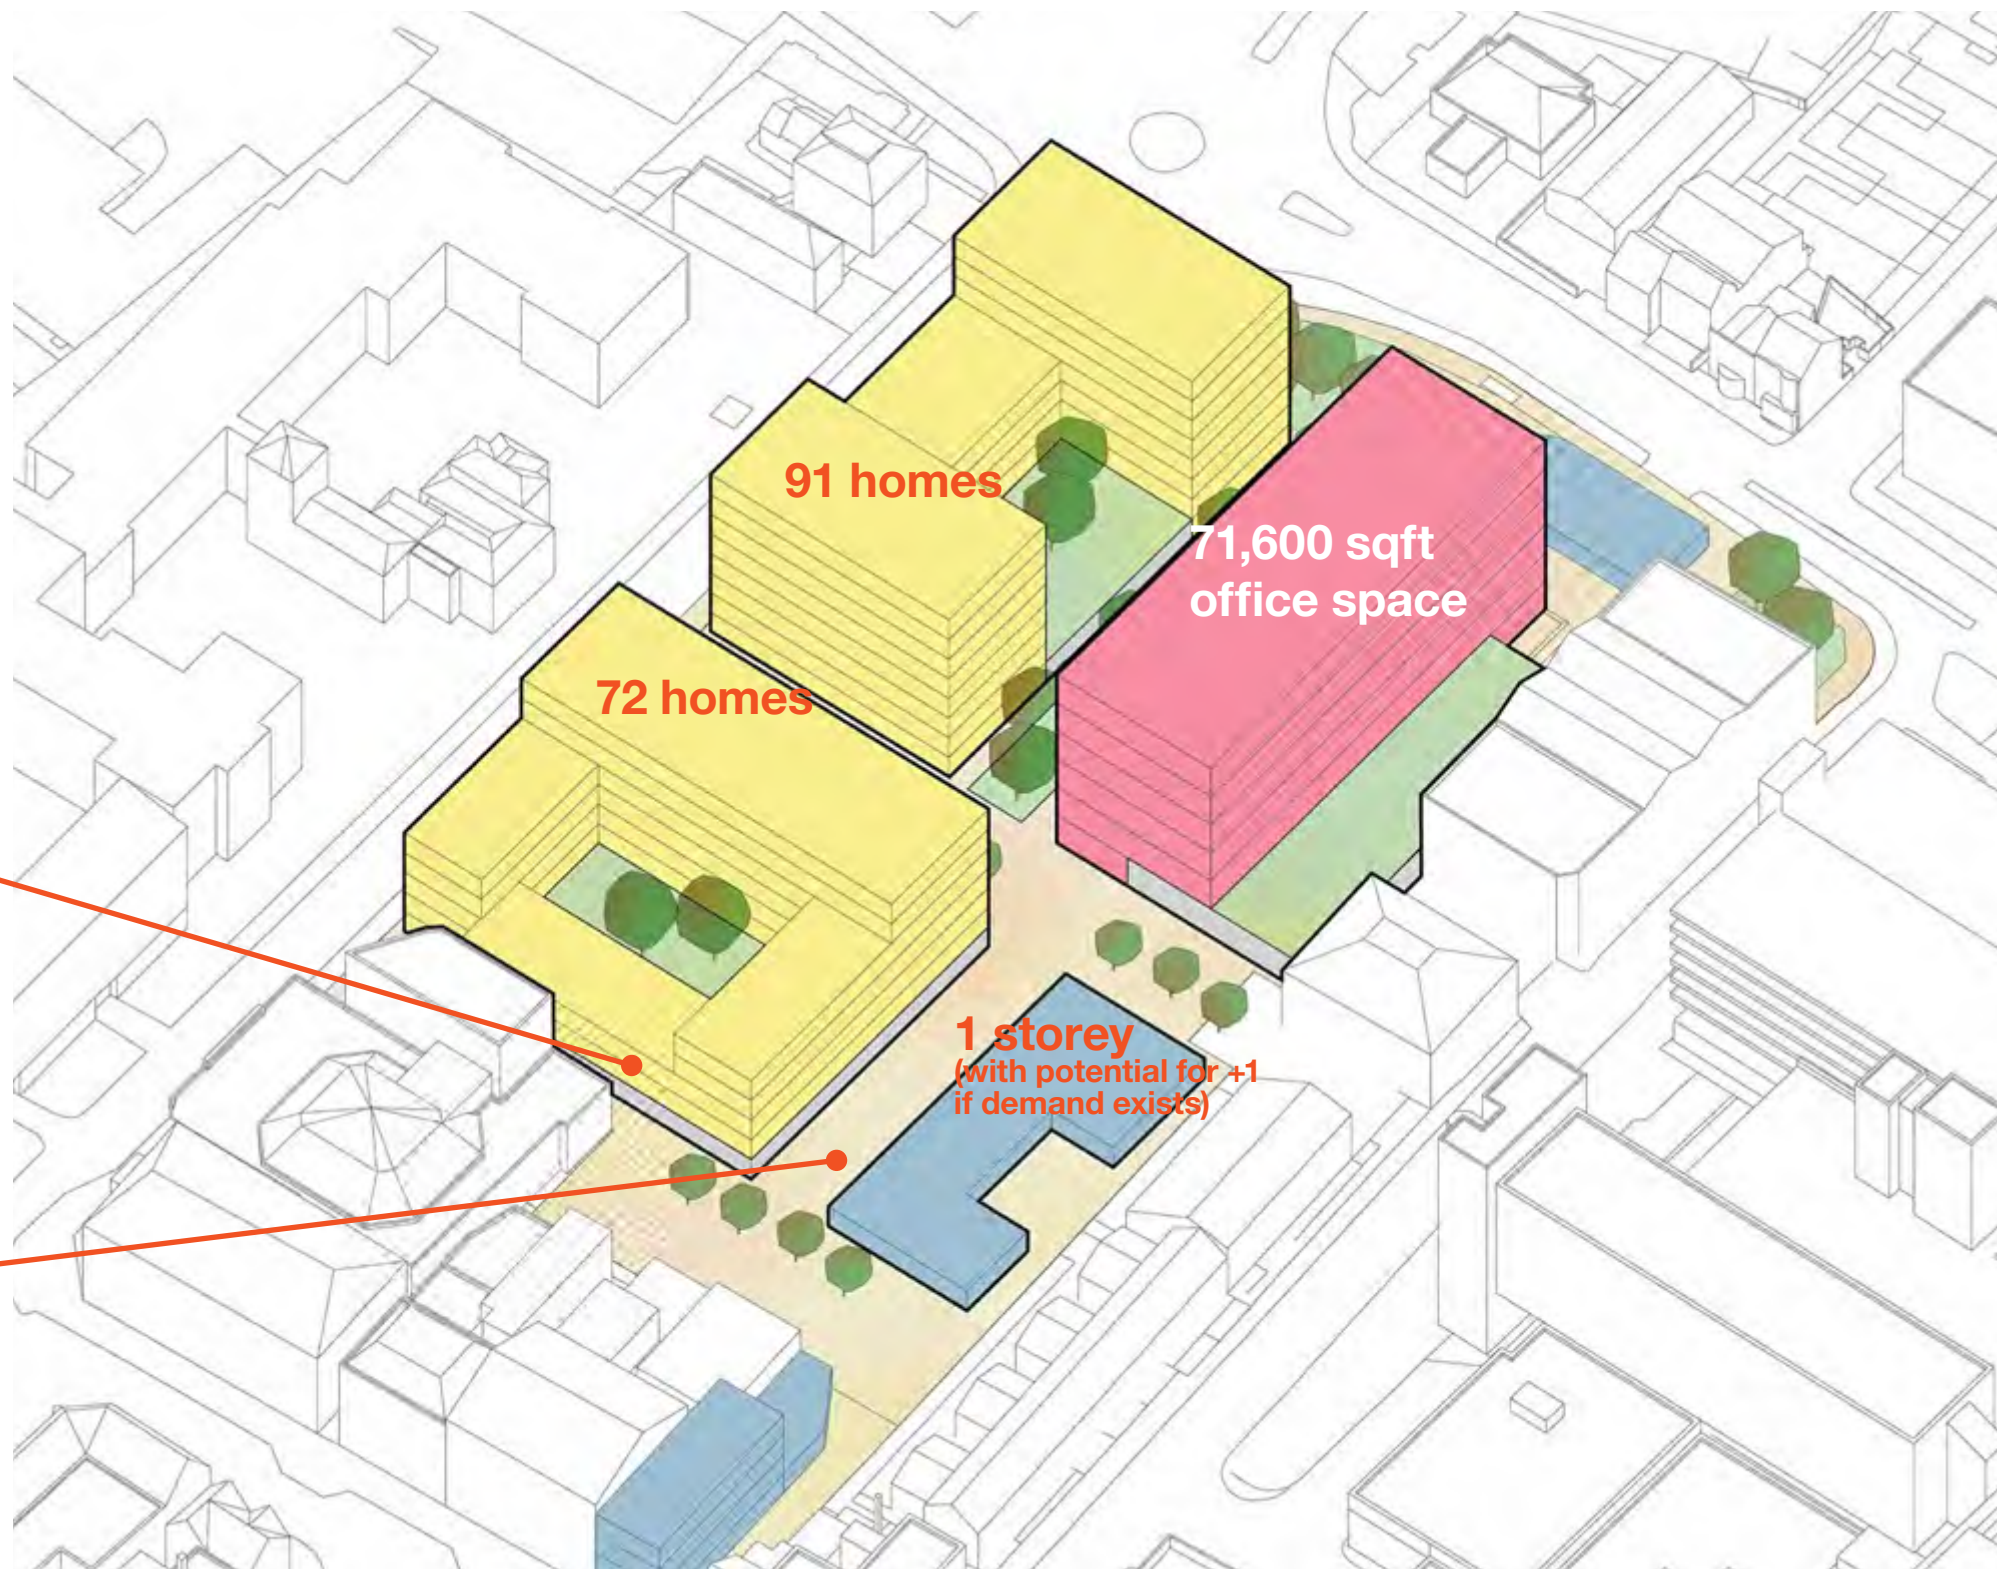 91 homes
71,600 sqft
office space
72 homes
1 storey
(with potential for +1
if demand exists)